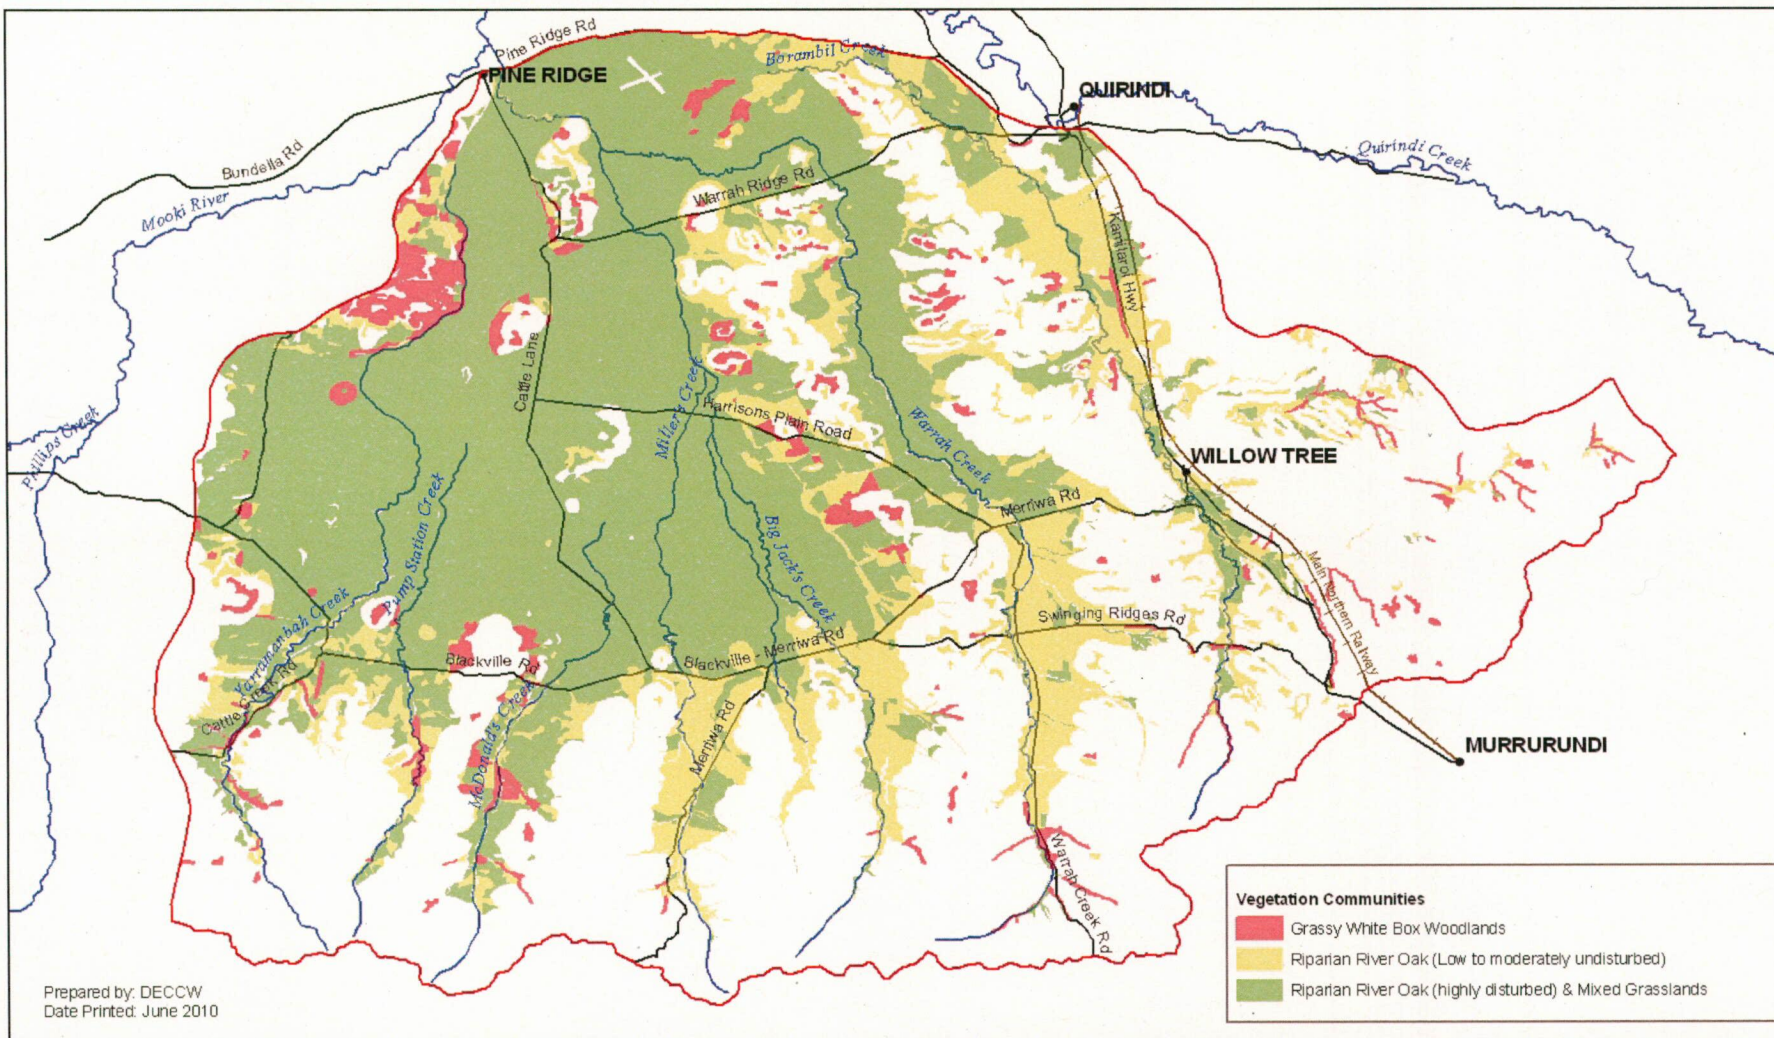 Pine Ridge Rd
PINE RIDGE
Borambil Creek
QUIRINDI
Quirindi Creek
Bundella Rd
Mooki River
Warrah Ridge Rd
Kamilaroi Hwy
Cattle Lane
Miller's Creek
Harrisons Plain Road
Warrah Creek
Phillips Creek
WILLOW TREE
Merriwa Rd
Pump Station Creek
Big Jack's Creek
Main Northern Railway
Yarramanbah Creek
Swinging Ridges Rd
Blackville Rd
Blackville - Merriwa Rd
Cattle Creek Rd
McDonald's Creek
Merriwa Rd
MURRURUNDI
Warrah Creek Rd
Vegetation Communities
Grassy White Box Woodlands
Riparian River Oak (Low to moderately undisturbed)
Riparian River Oak (highly disturbed) & Mixed Grasslands
Prepared by: DECCW
Date Printed: June 2010